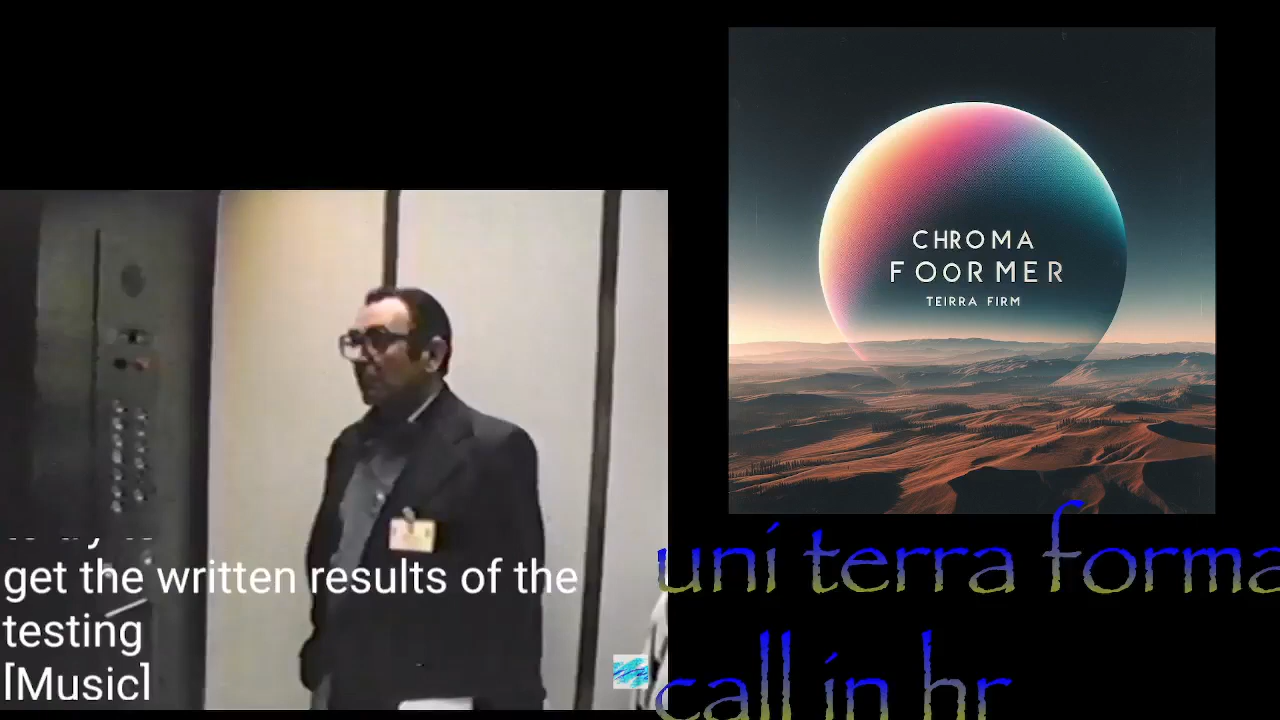 CHROMA
FOORMER
TEIRRA FIRM
get the written results of the
testing
[Music]
uni terra forma
call in hr